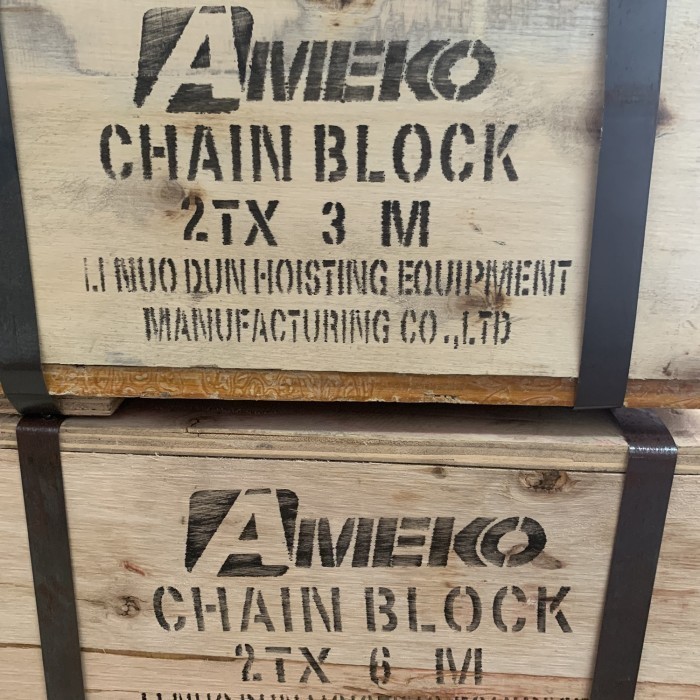 AMEKO
CHAIN BLOCK
2TX 3 M
LI NUO DUN HOISTING EQUIPMENT
MANUFACTURING CO.,LTD
AMEKO
CHAIN BLOCK
2TX 6 M